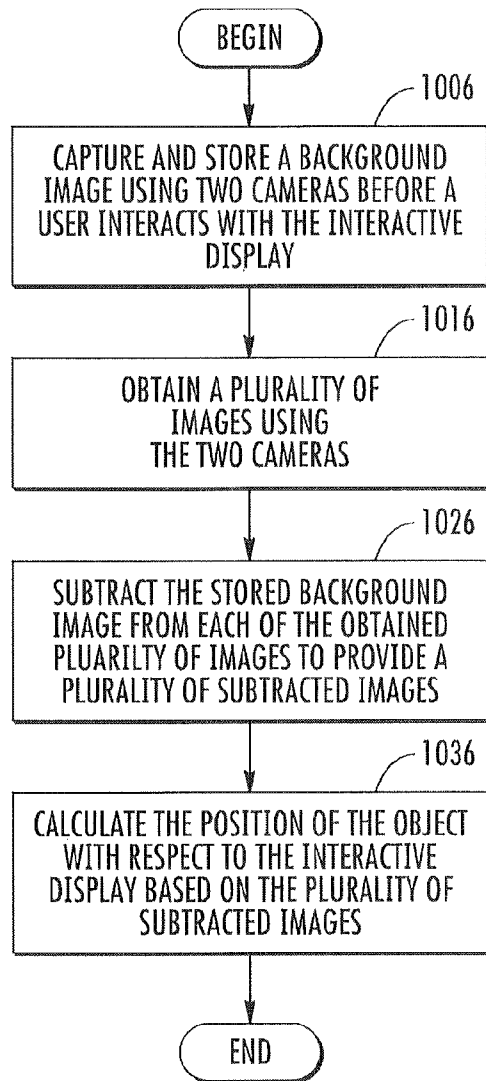 BEGIN
1006
CAPTURE AND STORE A BACKGROUND
IMAGE USING TWO CAMERAS BEFORE A
USER INTERACTS WITH THE INTERACTIVE
DISPLAY
1016
OBTAIN A PLURALITY OF
IMAGES USING
THE TWO CAMERAS
1026
SUBTRACT THE STORED BACKGROUND
IMAGE FROM EACH OF THE OBTAINED
PLUARILTY OF IMAGES TO PROVIDE A
PLURALITY OF SUBTRACTED IMAGES
1036
CALCULATE THE POSITION OF THE OBJECT
WITH RESPECT TO THE INTERACTIVE
DISPLAY BASED ON THE PLURALITY OF
SUBTRACTED IMAGES
END